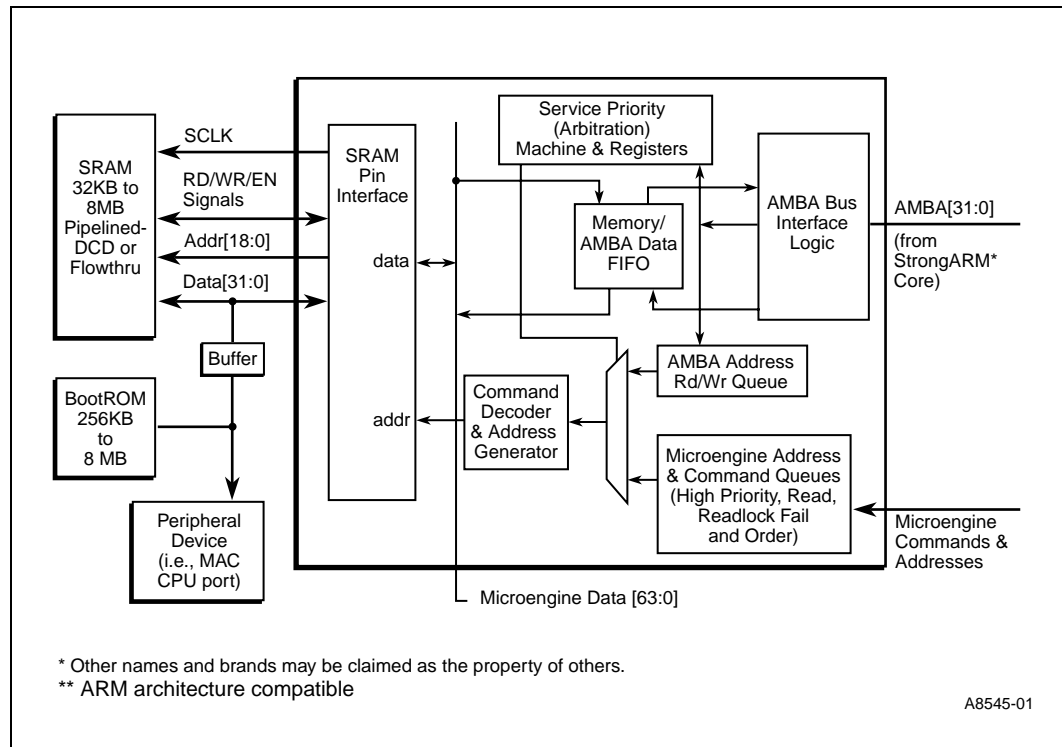 SRAM
32KB to
8MB
Pipelined-
DCD or
Flowthru
SCLK
RD/WR/EN
Signals
Addr[18:0]
Data[31:0]
Buffer
BootROM
256KB
to
8 MB
Peripheral
Device
(i.e., MAC
CPU port)
SRAM
Pin
Interface
data
addr
Service Priority
(Arbitration)
Machine & Registers
Memory/
AMBA Data
FIFO
AMBA Bus
Interface
Logic
AMBA[31:0]
(from
StrongARM*
Core)
AMBA Address
Rd/Wr Queue
Command
Decoder
& Address
Generator
Microengine Address
& Command Queues
(High Priority, Read,
Readlock Fail
and Order)
Microengine
Commands &
Addresses
Microengine Data [63:0]
* Other names and brands may be claimed as the property of others.
** ARM architecture compatible
A8545-01